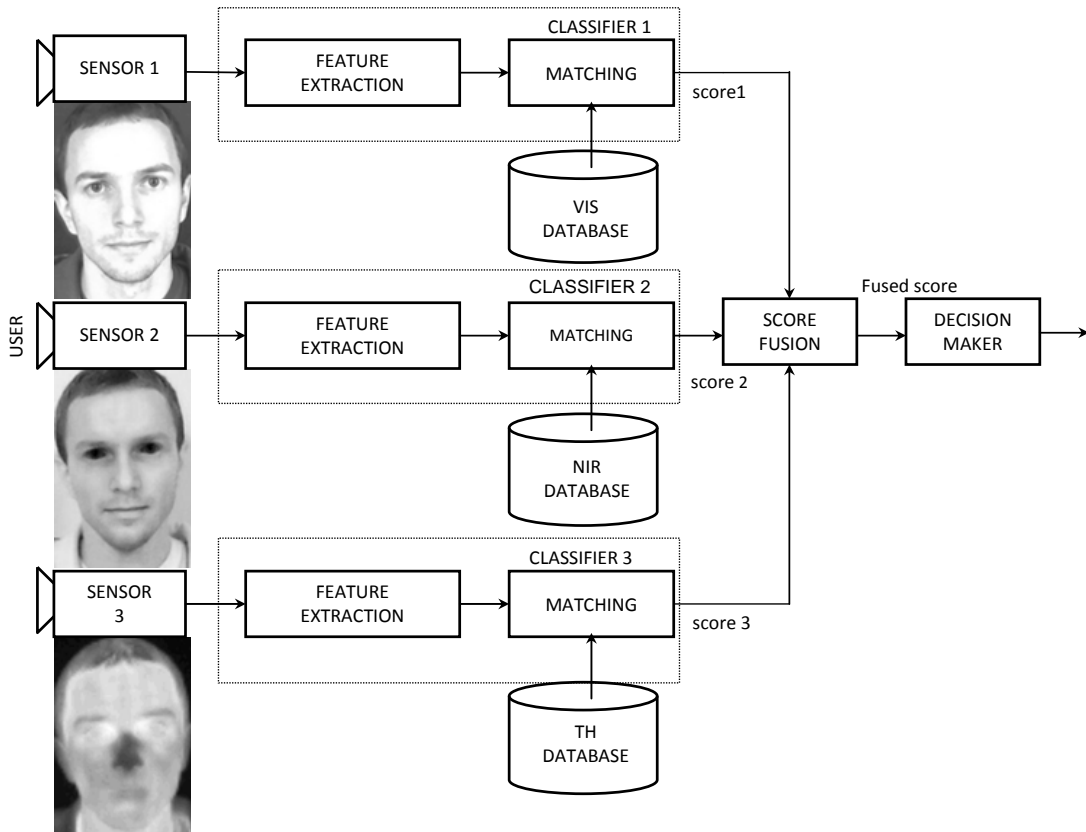 CLASSIFIER 1
SENSOR 1
FEATURE
EXTRACTION
MATCHING
score1
VIS
DATABASE
USER
CLASSIFIER 2
SENSOR 2
FEATURE
EXTRACTION
MATCHING
score 2
SCORE
FUSION
Fused score
DECISION
MAKER
NIR
DATABASE
CLASSIFIER 3
SENSOR
3
FEATURE
EXTRACTION
MATCHING
score 3
TH
DATABASE